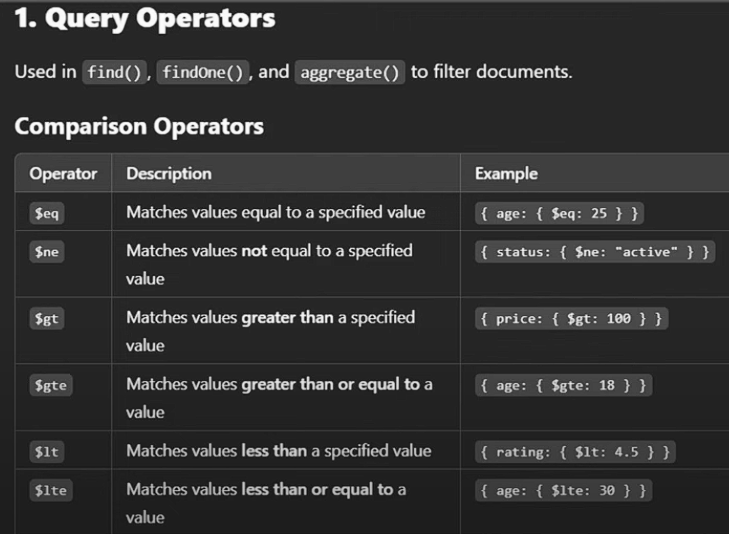 1. Query Operators
Used in find(), findOne(), and aggregate() to filter documents.
Comparison Operators
Operator Description Example
$eq Matches values equal to a specified value { age: { $eq: 25 } }
$ne Matches values not equal to a specified { status: { $ne: "active" } }
value
$gt Matches values greater than a specified { price: { $gt: 100 } }
value
$gte Matches values greater than or equal to a { age: { $gte: 18 } }
value
$lt Matches values less than a specified value { rating: { $lt: 4.5 } }
$lte Matches values less than or equal to a { age: { $lte: 30 } }
value